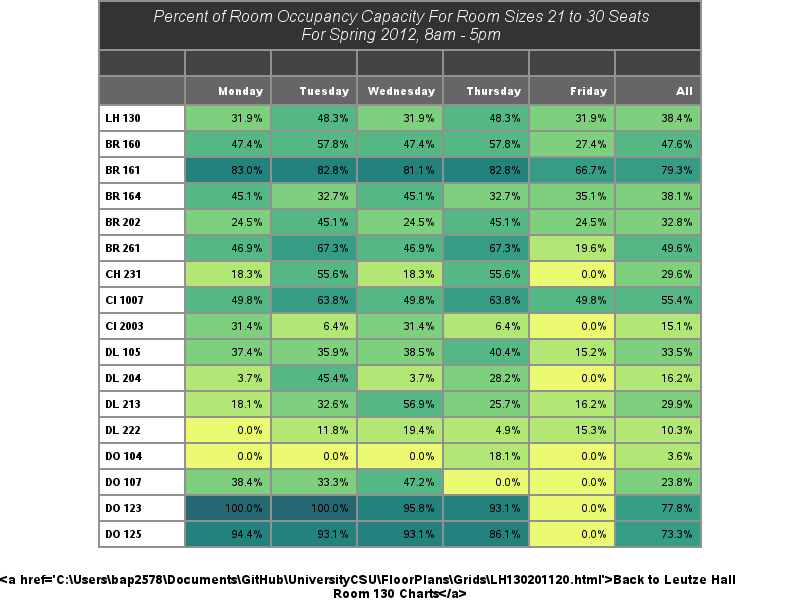 Percent of Room Occupancy Capacity For Room Sizes 21 to 30 Seats
For Spring 2012, 8am - 5pm
Monday Tuesday Wednesday Thursday Friday All
LH 130 31.9% 48.3% 31.9% 48.3% 31.9% 38.4%
BR 160 47.4% 57.8% 47.4% 57.8% 27.4% 47.6%
BR 161 83.0% 82.8% 81.1% 82.8% 66.7% 79.3%
BR 164 45.1% 32.7% 45.1% 32.7% 35.1% 38.1%
BR 202 24.5% 45.1% 24.5% 45.1% 24.5% 32.8%
BR 261 46.9% 67.3% 46.9% 67.3% 19.6% 49.6%
CH 231 18.3% 55.6% 18.3% 55.6% 0.0% 29.6%
CI 1007 49.8% 63.8% 49.8% 63.8% 49.8% 55.4%
CI 2003 31.4% 6.4% 31.4% 6.4% 0.0% 15.1%
DL 105 37.4% 35.9% 38.5% 40.4% 15.2% 33.5%
DL 204 3.7% 45.4% 3.7% 28.2% 0.0% 16.2%
DL 213 18.1% 32.6% 56.9% 25.7% 16.2% 29.9%
DL 222 0.0% 11.8% 19.4% 4.9% 15.3% 10.3%
DO 104 0.0% 0.0% 0.0% 18.1% 0.0% 3.6%
DO 107 38.4% 33.3% 47.2% 0.0% 0.0% 23.8%
DO 123 100.0% 100.0% 95.8% 93.1% 0.0% 77.8%
DO 125 94.4% 93.1% 93.1% 86.1% 0.0% 73.3%
<a href='C:\Users\bap2578\Documents\GitHub\UniversityCSU\FloorPlans\Grids\LH130201120.html'>Back to Leutze Hall
Room 130 Charts</a>